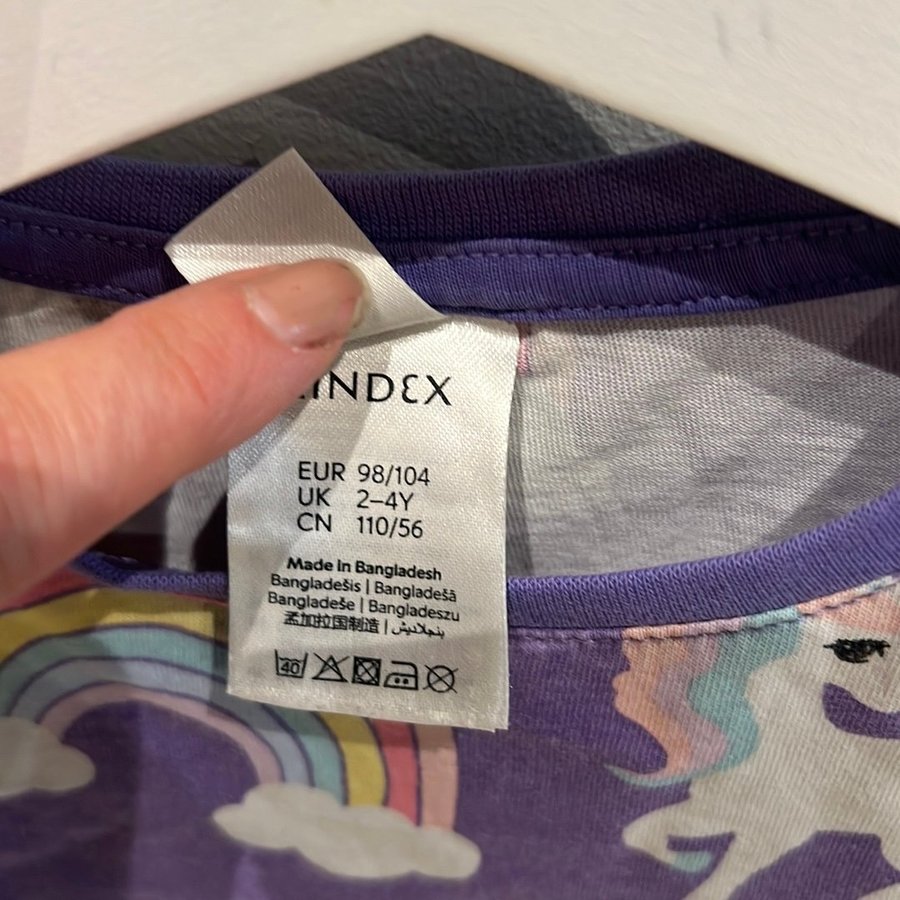 LINDEX
EUR 98/104
UK 2–4Y
CN 110/56
Made in Bangladesh
Bangladešis | Bangladešā
Bangladeše | Bangladeszu
孟加拉国制造 | بنجلاديش
40